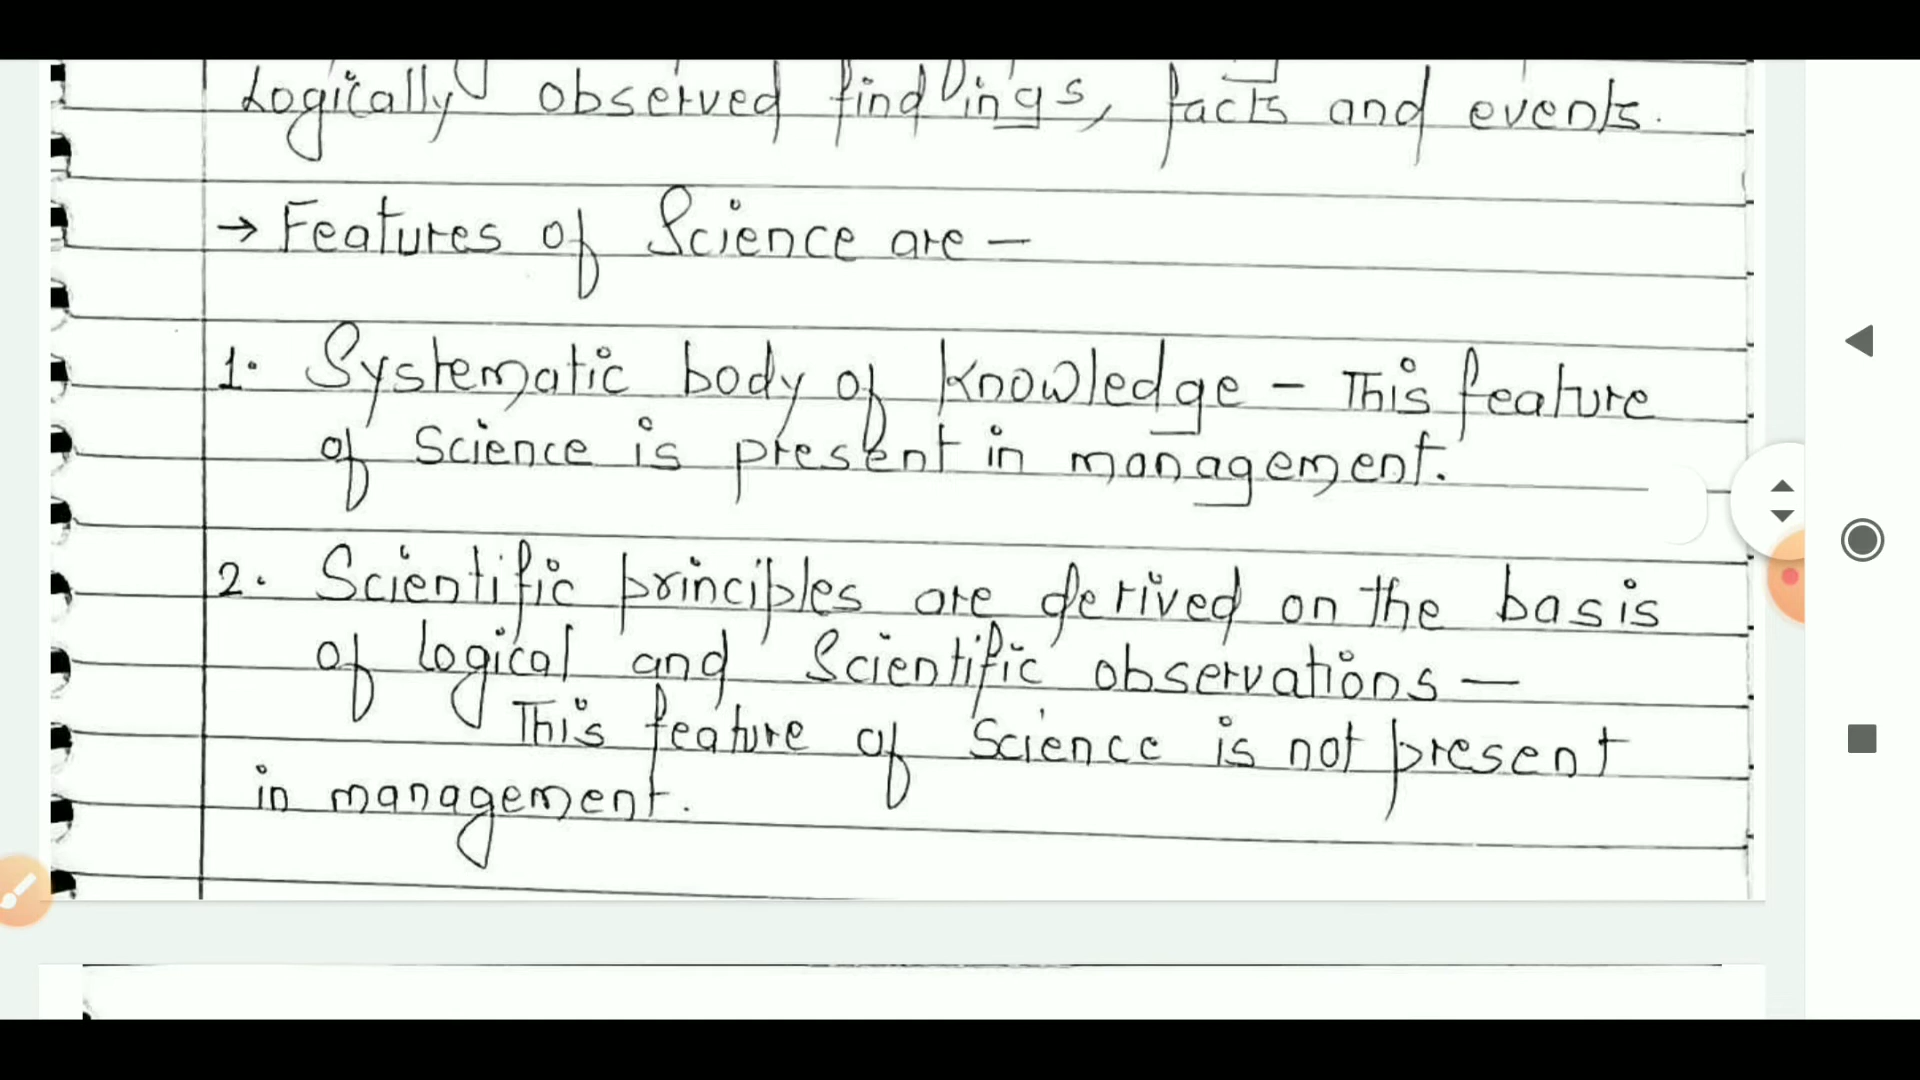 Logically observed findings, facts and events.
→ Features of Science are –
1. Systematic body of Knowledge – This feature
of Science is present in management.
2. Scientific principles are derived on the basis
of logical and Scientific observations –
This feature of Science is not present
in management.